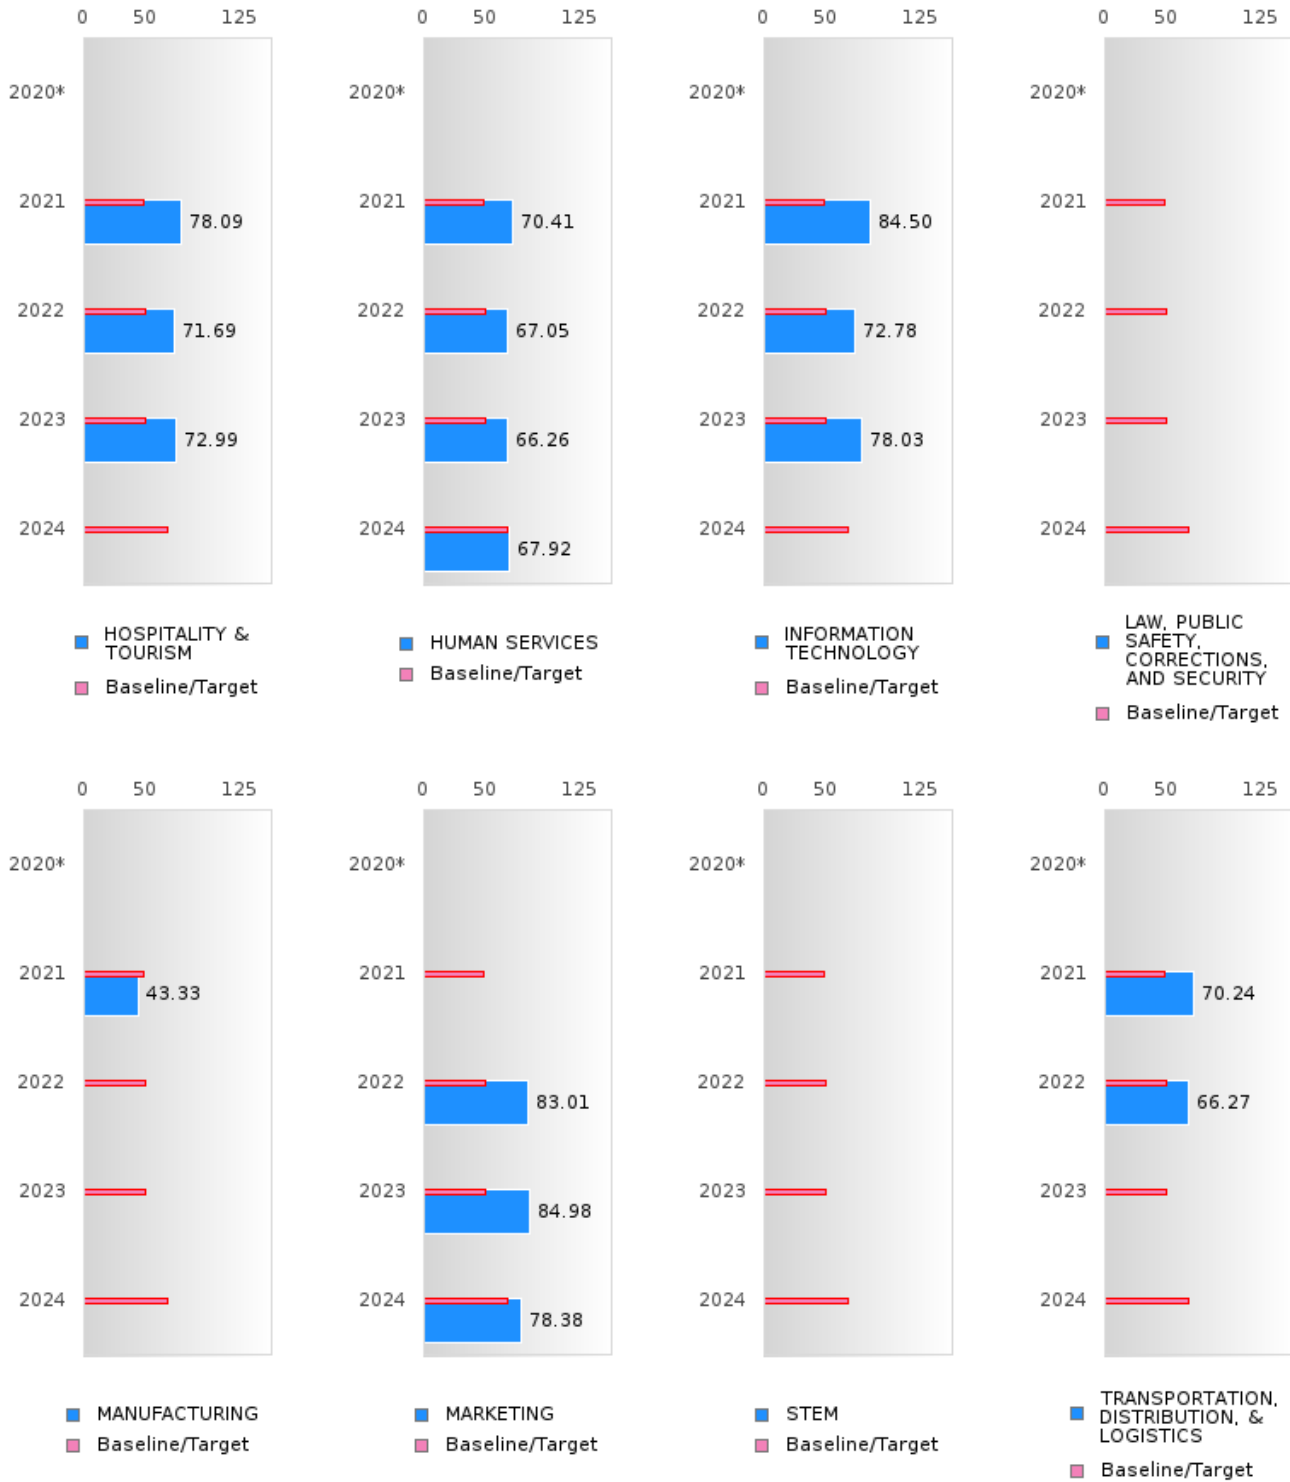 0 50 125
2020*
2021 78.09
2022 71.69
2023 72.99
2024
HOSPITALITY &
TOURISM
Baseline/Target
0 50 125
2020*
2021 70.41
2022 67.05
2023 66.26
2024 67.92
HUMAN SERVICES
Baseline/Target
0 50 125
2020*
2021 84.50
2022 72.78
2023 78.03
2024
INFORMATION
TECHNOLOGY
Baseline/Target
0 50 125
2020*
2021
2022
2023
2024
LAW, PUBLIC
SAFETY,
CORRECTIONS,
AND SECURITY
Baseline/Target
0 50 125
2020*
2021 43.33
2022
2023
2024
MANUFACTURING
Baseline/Target
0 50 125
2020*
2021
2022 83.01
2023 84.98
2024 78.38
MARKETING
Baseline/Target
0 50 125
2020*
2021
2022
2023
2024
STEM
Baseline/Target
0 50 125
2020*
2021 70.24
2022 66.27
2023
2024
TRANSPORTATION,
DISTRIBUTION, &
LOGISTICS
Baseline/Target